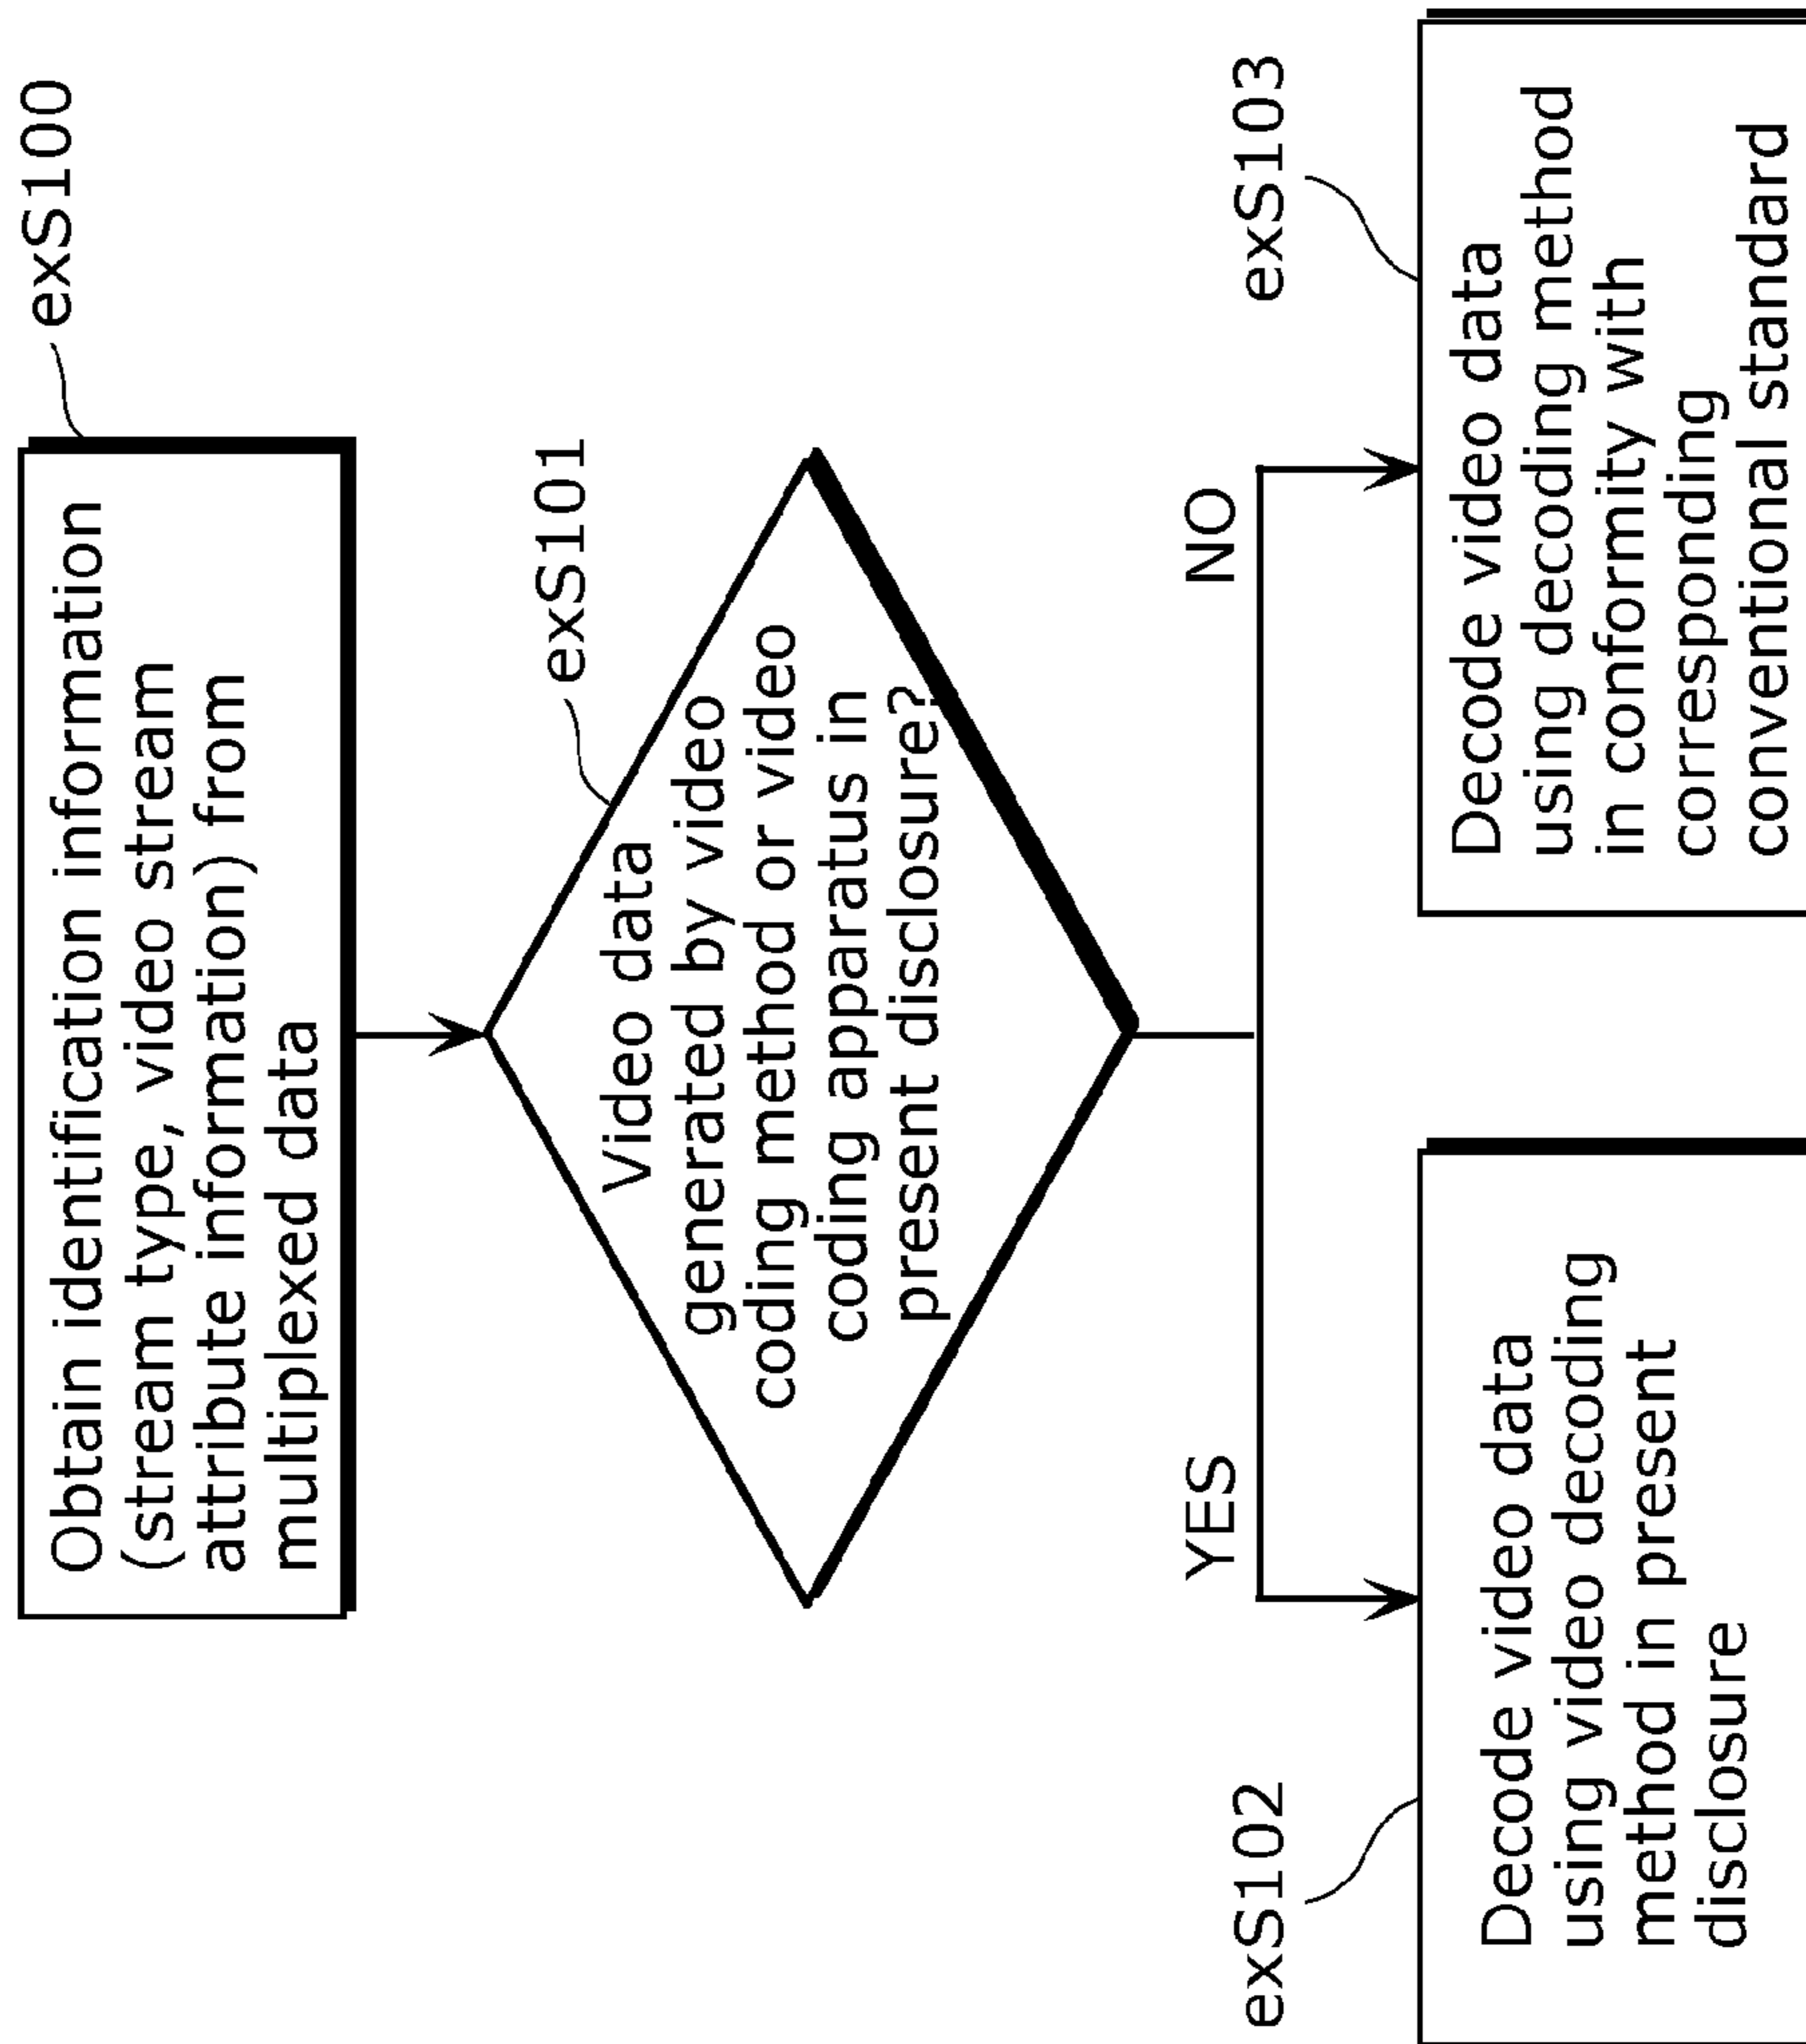 exS100
Obtain identification information
(stream type, video stream
attribute information) from
multiplexed data
exS101
Video data
generated by video
coding method or video
coding apparatus in
present disclosure?
YES
NO
exS102
Decode video data
using video decoding
method in present
disclosure
exS103
Decode video data
using decoding method
in conformity with
corresponding
conventional standard